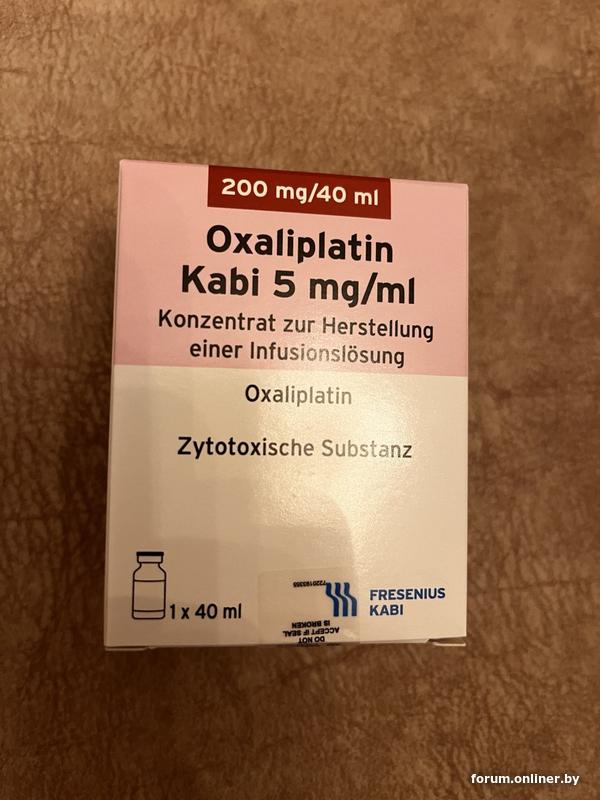 200 mg/40 ml
Oxaliplatin
Kabi 5 mg/ml
Konzentrat zur Herstellung
einer Infusionslösung
Oxaliplatin
Zytotoxische Substanz
1 x 40 ml
FRESENIUS
KABI
7220193355
DO NOT
ACCEPT IF SEAL
IS BROKEN
forum.onliner.by